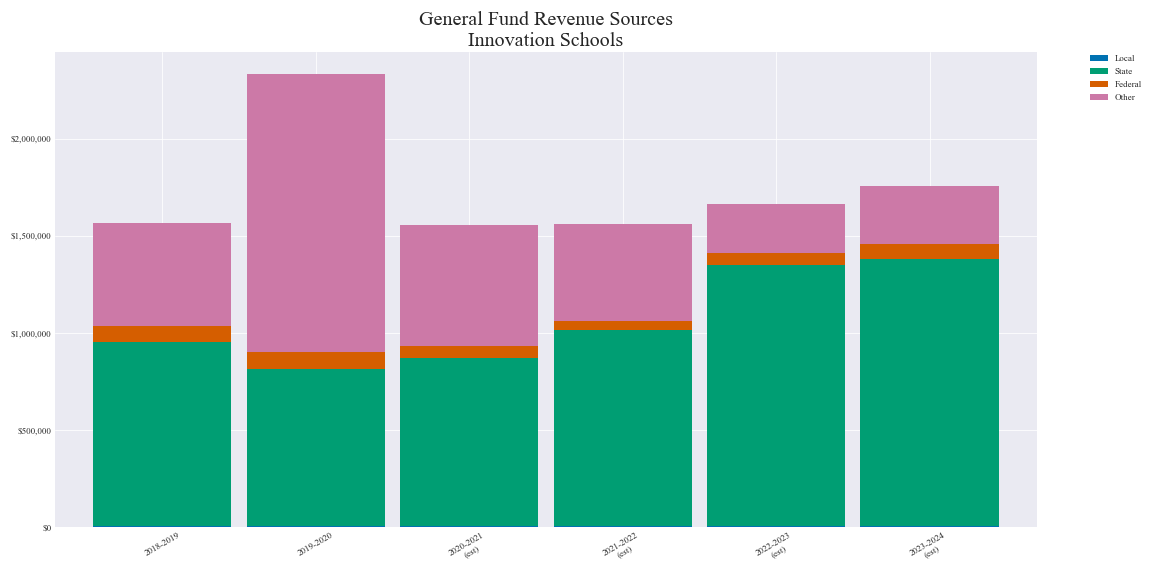 General Fund Revenue Sources
Innovation Schools
Local
State
Federal
Other
$2,000,000
$1,500,000
$1,000,000
$500,000
$0
2018-2019
2019-2020
2020-2021
(est)
2021-2022
(est)
2022-2023
(est)
2023-2024
(est)